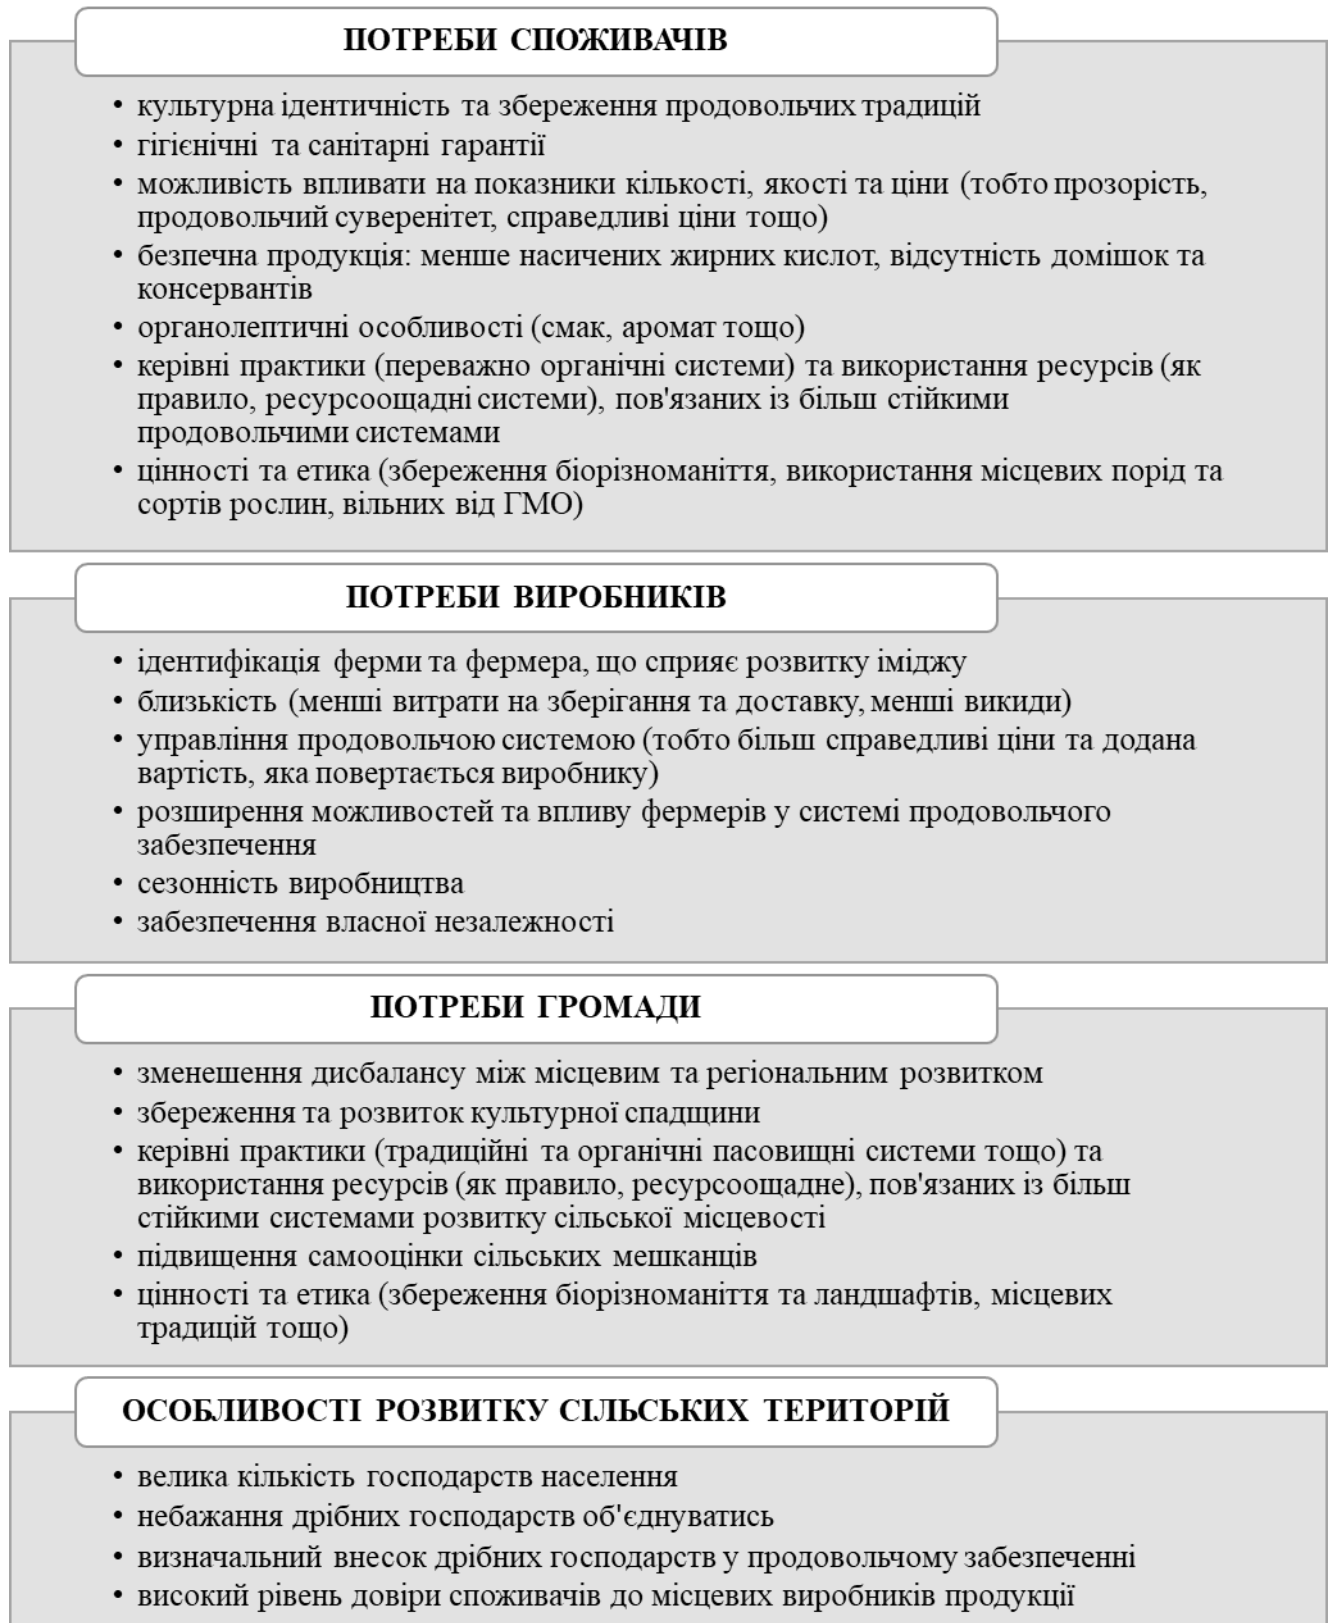 ПОТРЕБИ СПОЖИВАЧІВ
• культурна ідентичність та збереження продовольчих традицій
• гігієнічні та санітарні гарантії
• можливість впливати на показники кількості, якості та ціни (тобто прозорість,
продовольчий суверенітет, справедливі ціни тощо)
• безпечна продукція: менше насичених жирних кислот, відсутність домішок та
консервантів
• органолептичні особливості (смак, аромат тощо)
• керівні практики (переважно органічні системи) та використання ресурсів (як
правило, ресурсоощадні системи), пов'язаних із більш стійкими
продовольчими системами
• цінності та етика (збереження біорізноманіття, використання місцевих порід та
сортів рослин, вільних від ГМО)
ПОТРЕБИ ВИРОБНИКІВ
• ідентифікація ферми та фермера, що сприяє розвитку іміджу
• близькість (менші витрати на зберігання та доставку, менші викиди)
• управління продовольчою системою (тобто більш справедливі ціни та додана
вартість, яка повертається виробнику)
• розширення можливостей та впливу фермерів у системі продовольчого
забезпечення
• сезонність виробництва
• забезпечення власної незалежності
ПОТРЕБИ ГРОМАДИ
• зменешення дисбалансу між місцевим та регіональним розвитком
• збереження та розвиток культурної спадщини
• керівні практики (традиційні та органічні пасовищні системи тощо) та
використання ресурсів (як правило, ресурсоощадне), пов'язаних із більш
стійкими системами розвитку сільської місцевості
• підвищення самооцінки сільських мешканців
• цінності та етика (збереження біорізноманіття та ландшафтів, місцевих
традицій тощо)
ОСОБЛИВОСТІ РОЗВИТКУ СІЛЬСЬКИХ ТЕРИТОРІЙ
• велика кількість господарств населення
• небажання дрібних господарств об'єднуватись
• визначальний внесок дрібних господарств у продовольчому забезпеченні
• високий рівень довіри споживачів до місцевих виробників продукції